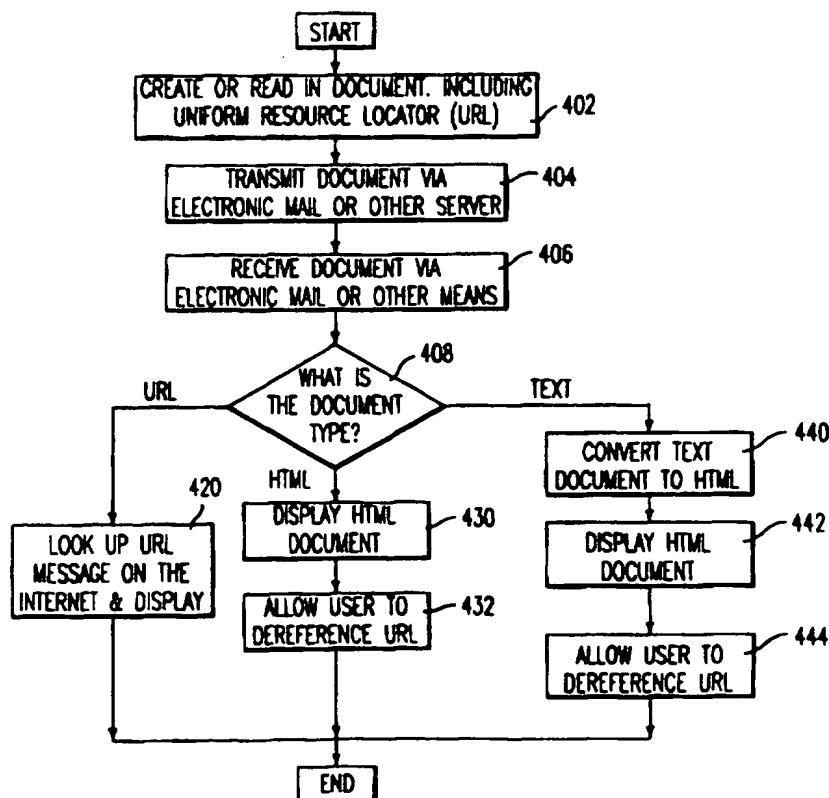 START
CREATE OR READ IN DOCUMENT. INCLUDING
UNIFORM RESOURCE LOCATOR (URL)
402
TRANSMIT DOCUMENT VIA
ELECTRONIC MAIL OR OTHER SERVER
404
RECEIVE DOCUMENT VIA
ELECTRONIC MAIL OR OTHER MEANS
406
WHAT IS
THE DOCUMENT
TYPE?
408
URL
HTML
TEXT
420
LOOK UP URL
MESSAGE ON THE
INTERNET & DISPLAY
DISPLAY HTML
DOCUMENT
430
ALLOW USER TO
DEREFERENCE URL
432
CONVERT TEXT
DOCUMENT TO HTML
440
DISPLAY HTML
DOCUMENT
442
ALLOW USER TO
DEREFERENCE URL
444
END